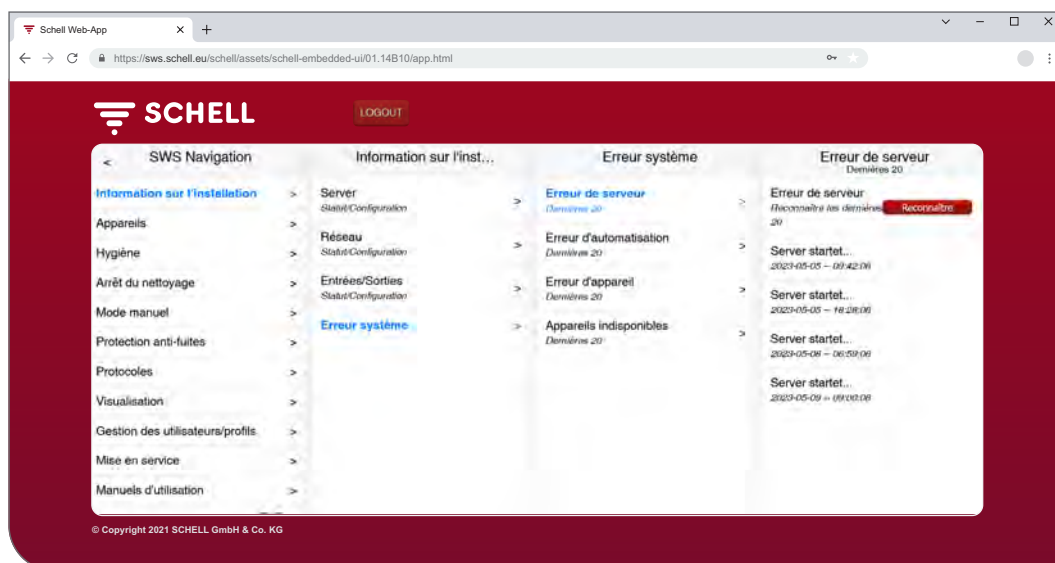 Schell Web-App
https://sws.schell.eu/schell/assets/schell-embedded-ui/01.14B10/app.html
SCHELL
LOGOUT
< SWS Navigation
Information sur l'installation >
Appareils >
Hygiène >
Arrêt du nettoyage >
Mode manuel >
Protection anti-fuites >
Protocoles >
Visualisation >
Gestion des utilisateurs/profils >
Mise en service >
Manuels d'utilisation >
Information sur l'inst...
Server >
Statut/Configuration
Réseau >
Statut/Configuration
Entrées/Sorties >
Statut/Configuration
Erreur système >
Erreur système
Erreur de serveur >
Dernières 20
Erreur d'automatisation >
Dernières 20
Erreur d'appareil >
Dernières 20
Appareils indisponibles >
Dernières 20
Erreur de serveur
Dernières 20
Erreur de serveur
Reconnaître les dernières
20
Reconnaître
Server startet...
2023-05-05 – 09:42:06
Server startet...
2023-05-05 – 16:28:06
Server startet...
2023-05-08 – 06:59:06
Server startet...
2023-05-09 – 09:00:06
© Copyright 2021 SCHELL GmbH & Co. KG